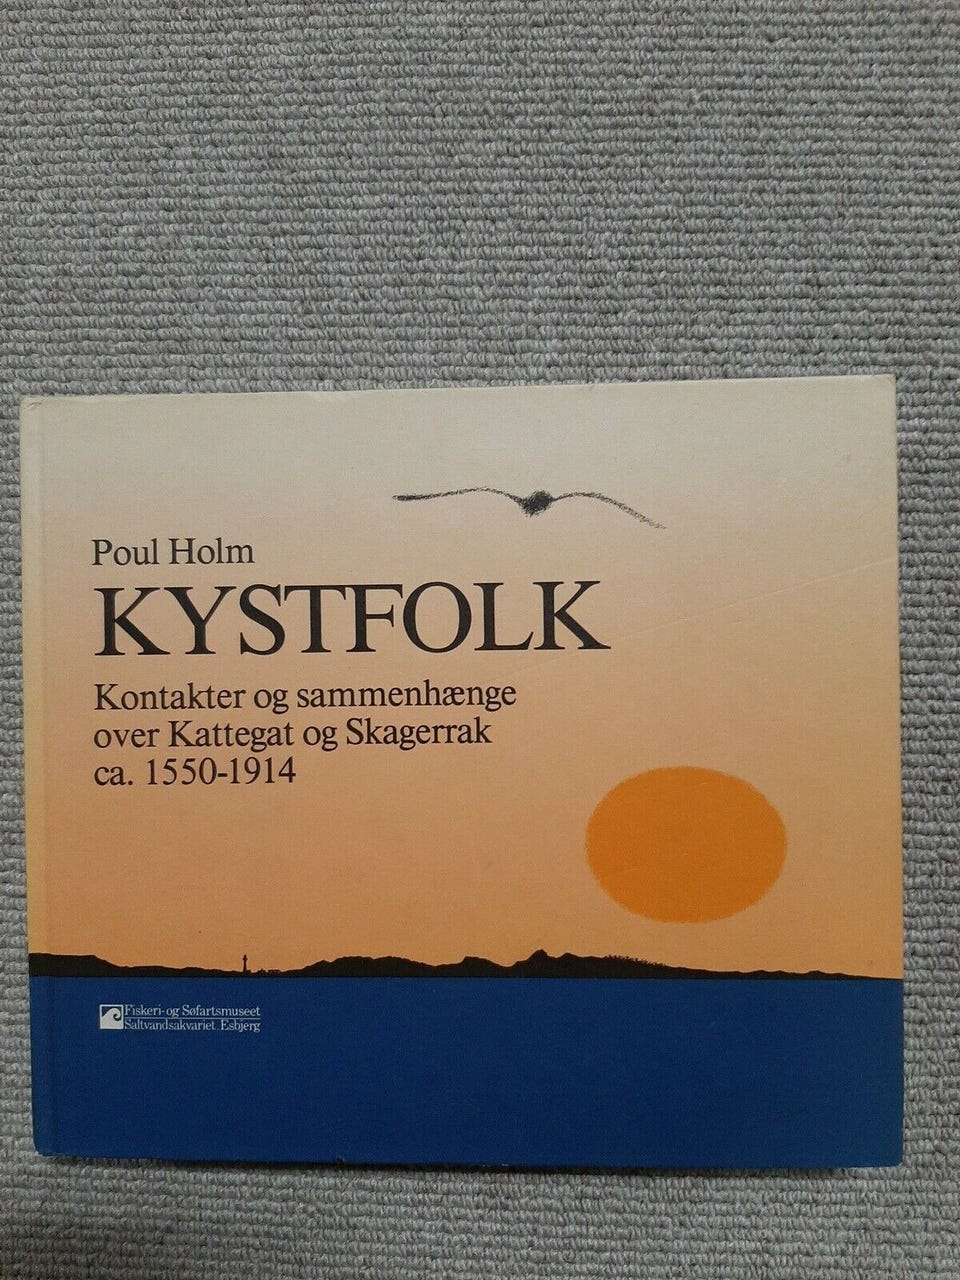 Poul Holm
KYSTFOLK
Kontakter og sammenhænge
over Kattegat og Skagerrak
ca. 1550-1914
Fiskeri- og Søfartsmuseet
Saltvandsakvariet, Esbjerg